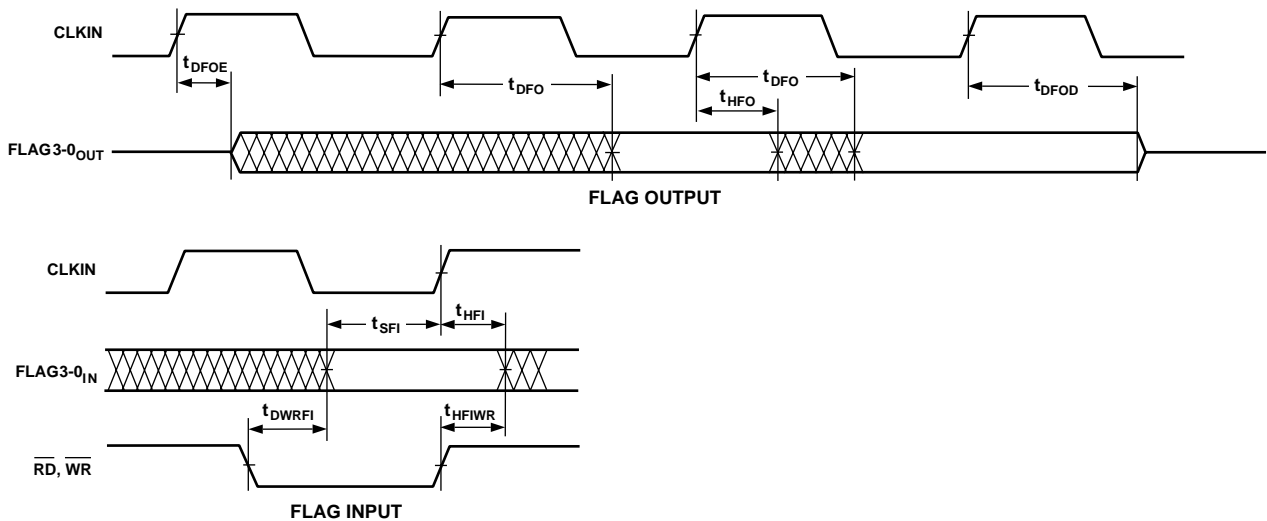 CLKIN
tDFOE
tDFO
tDFO
tHFO
tDFOD
FLAG3-0OUT
FLAG OUTPUT
CLKIN
tSFI
tHFI
FLAG3-0IN
tDWRFI
tHFIWR
RD, WR
FLAG INPUT